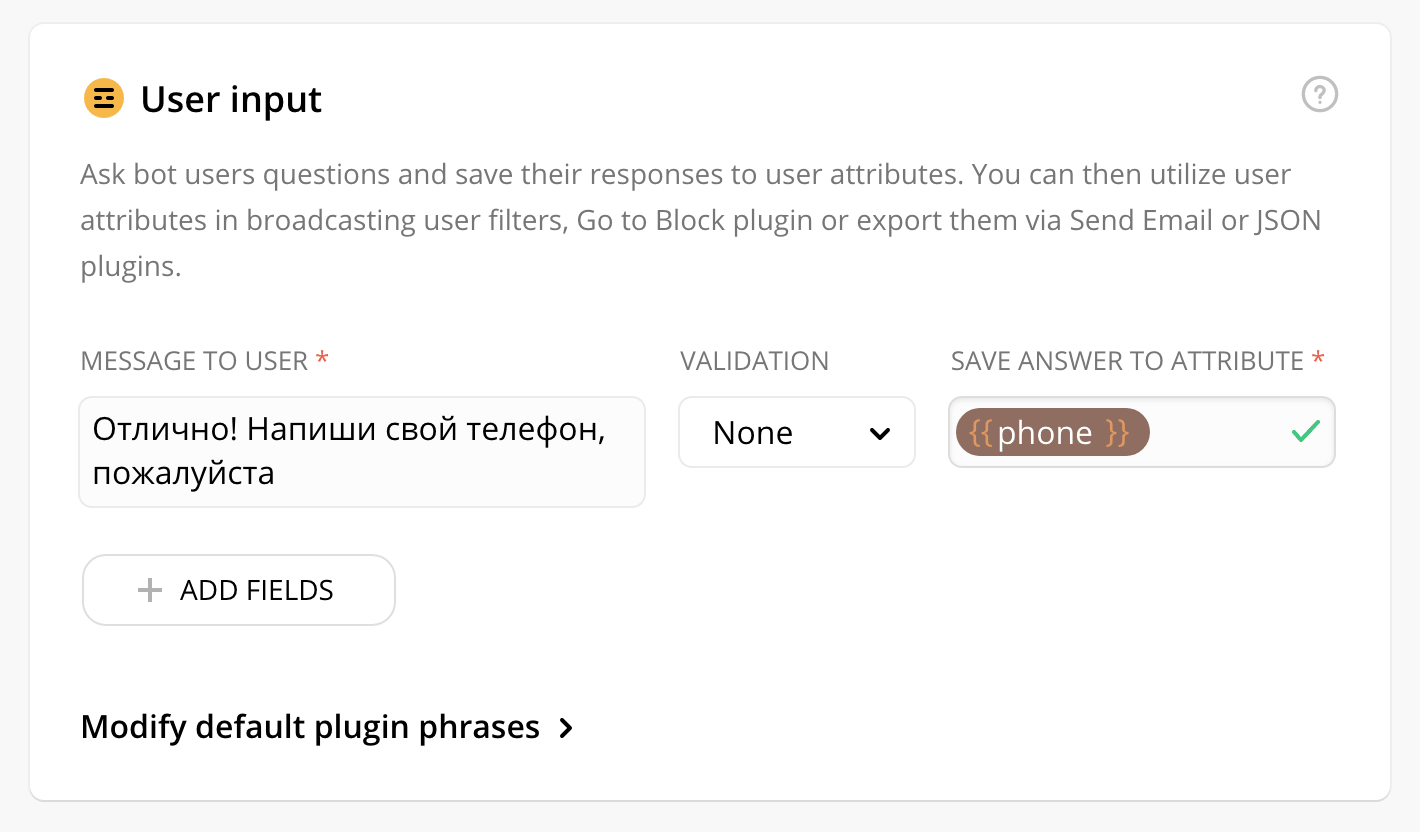 User input
?
Ask bot users questions and save their responses to user attributes. You can then utilize user
attributes in broadcasting user filters, Go to Block plugin or export them via Send Email or JSON
plugins.
MESSAGE TO USER * VALIDATION SAVE ANSWER TO ATTRIBUTE *
Отлично! Напиши свой телефон,
пожалуйста
None
{{phone }}
+ ADD FIELDS
Modify default plugin phrases >